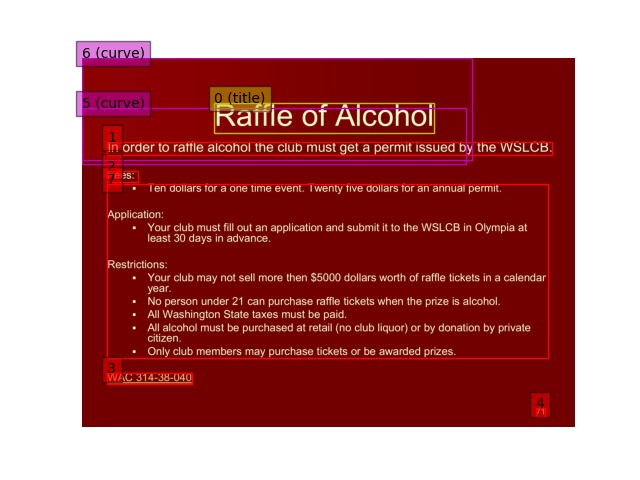 6 (curve)
5 (curve)
0 (title)
Raffle of Alcohol
1
In order to raffle alcohol the club must get a permit issued by the WSLCB.
2
Fees:
▪ Ten dollars for a one time event. Twenty five dollars for an annual permit.
Application:
▪ Your club must fill out an application and submit it to the WSLCB in Olympia at
least 30 days in advance.
Restrictions:
▪ Your club may not sell more then $5000 dollars worth of raffle tickets in a calendar
year.
▪ No person under 21 can purchase raffle tickets when the prize is alcohol.
▪ All Washington State taxes must be paid.
▪ All alcohol must be purchased at retail (no club liquor) or by donation by private
citizen.
▪ Only club members may purchase tickets or be awarded prizes.
3
WAC 314-38-040
4
71